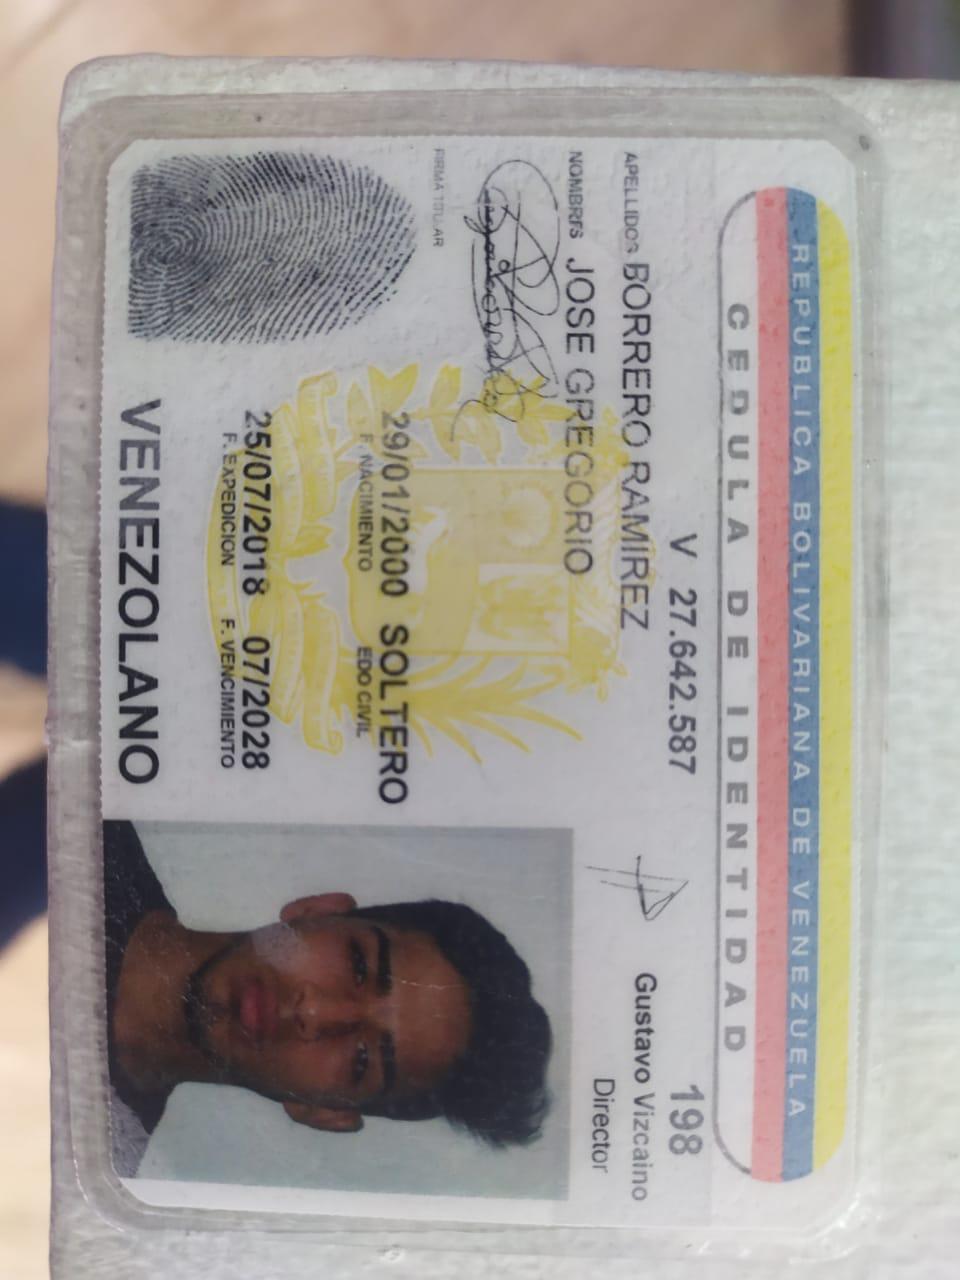 REPUBLICA BOLIVARIANA DE VENEZUELA
CEDULA DE IDENTIDAD
V 27.642.587
198
APELLIDOS BORRERO RAMIREZ
Gustavo Vizcaino
Director
NOMBRES JOSE GREGORIO
FIRMA TITULAR
29/01/2000 SOLTERO
F. NACIMIENTO EDO CIVIL
25/07/2018 07/2028
F. EXPEDICION F. VENCIMIENTO
VENEZOLANO